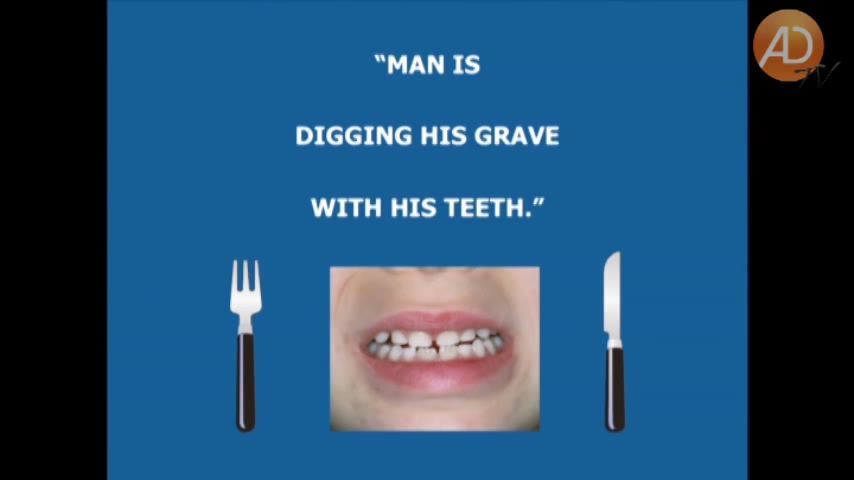 “MAN IS
DIGGING HIS GRAVE
WITH HIS TEETH.”
AD
TV